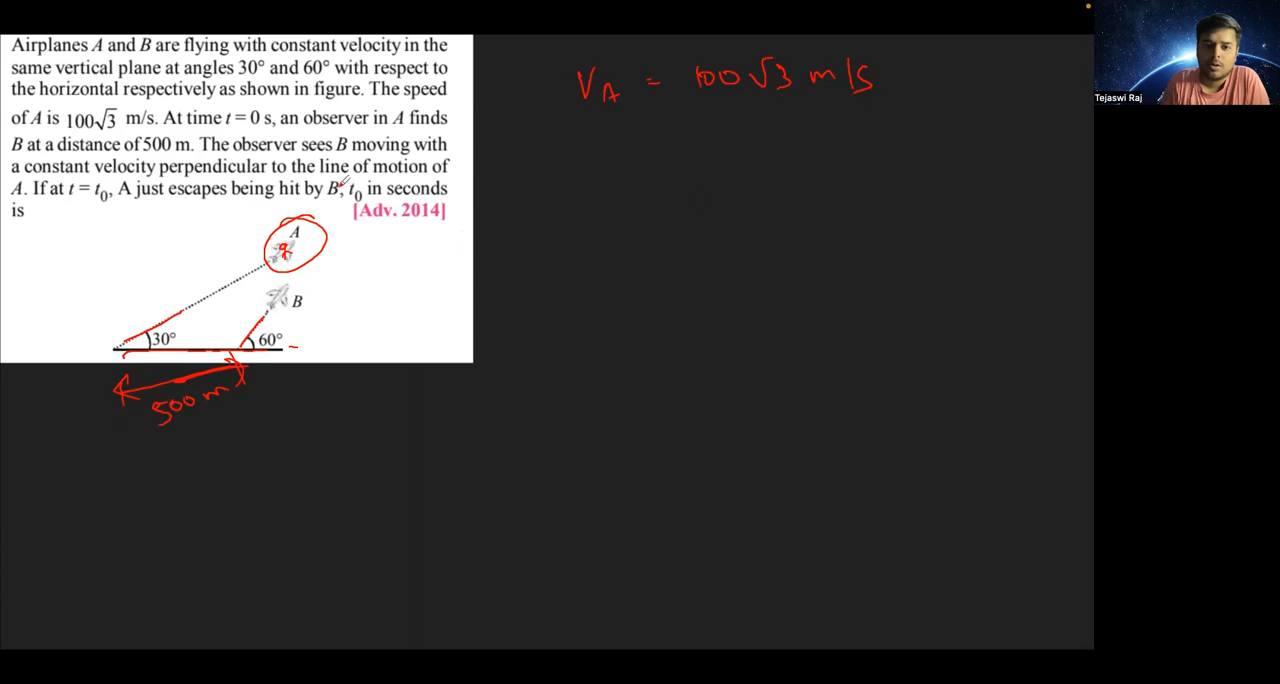 Airplanes A and B are flying with constant velocity in the
same vertical plane at angles 30° and 60° with respect to
the horizontal respectively as shown in figure. The speed
of A is 100√3 m/s. At time t = 0 s, an observer in A finds
B at a distance of 500 m. The observer sees B moving with
a constant velocity perpendicular to the line of motion of
A. If at t = t₀, A just escapes being hit by B, t₀ in seconds
is [Adv. 2014]
A
B
30°
60°
500 m
V_A = 100√3 m/s
Tejaswi Raj